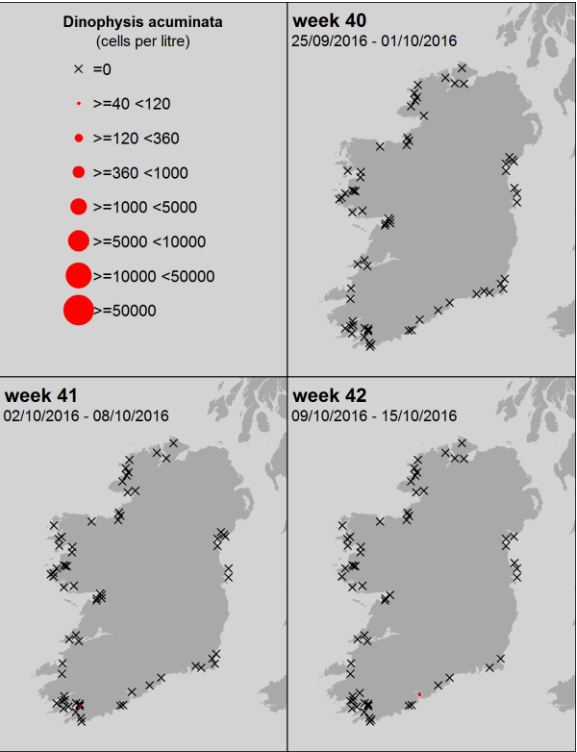 Dinophysis acuminata
(cells per litre)
=0
>=40 <120
>=120 <360
>=360 <1000
>=1000 <5000
>=5000 <10000
>=10000 <50000
>=50000
week 40
25/09/2016 - 01/10/2016
week 41
02/10/2016 - 08/10/2016
week 42
09/10/2016 - 15/10/2016